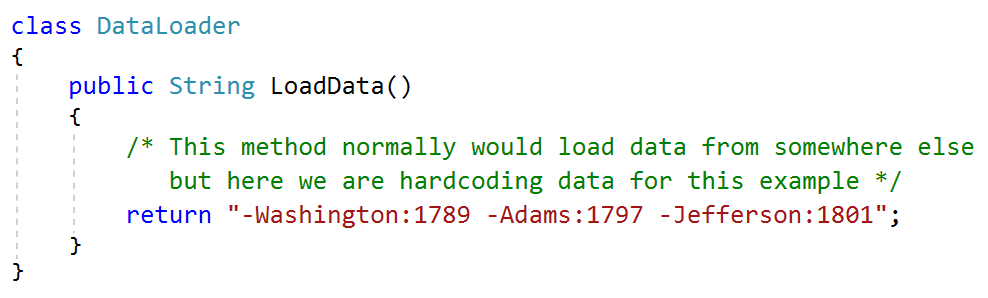 class DataLoader
{
public String LoadData()
{
/* This method normally would load data from somewhere else
but here we are hardcoding data for this example */
return "-Washington:1789 -Adams:1797 -Jefferson:1801";
}
}